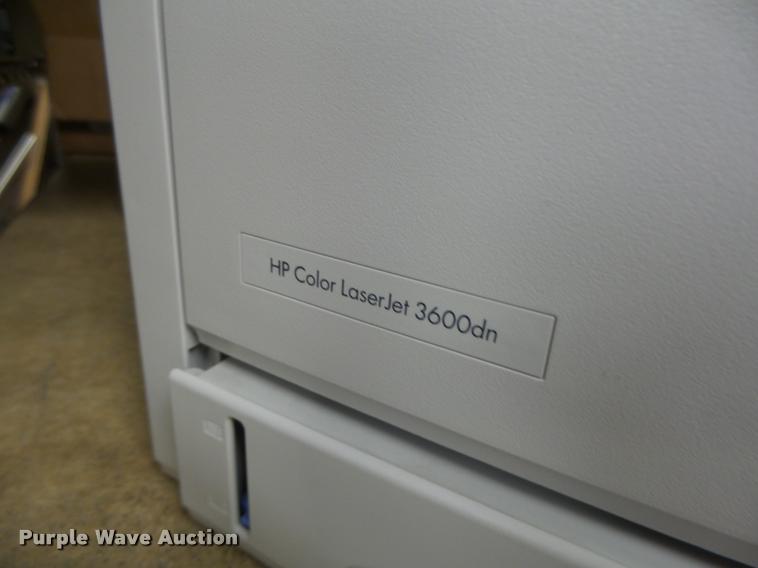 HP Color LaserJet 3600dn
Purple Wave Auction